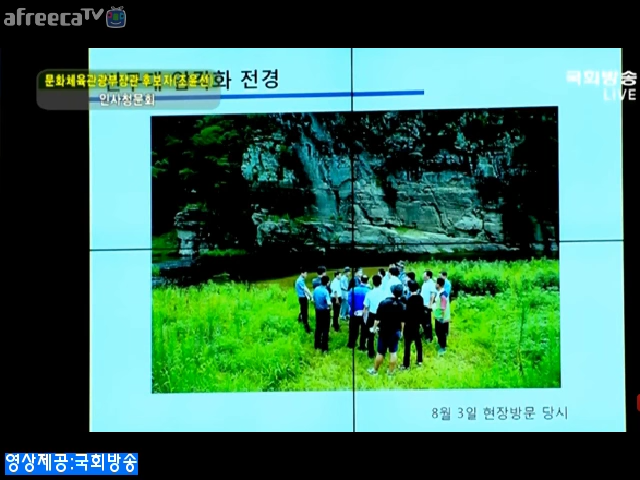 afreecaTV
문화체육관광부장관 후보자(조윤선)
인사청문회
전경
국회방송
LIVE
8월 3일 현장방문 당시
영상제공:국회방송